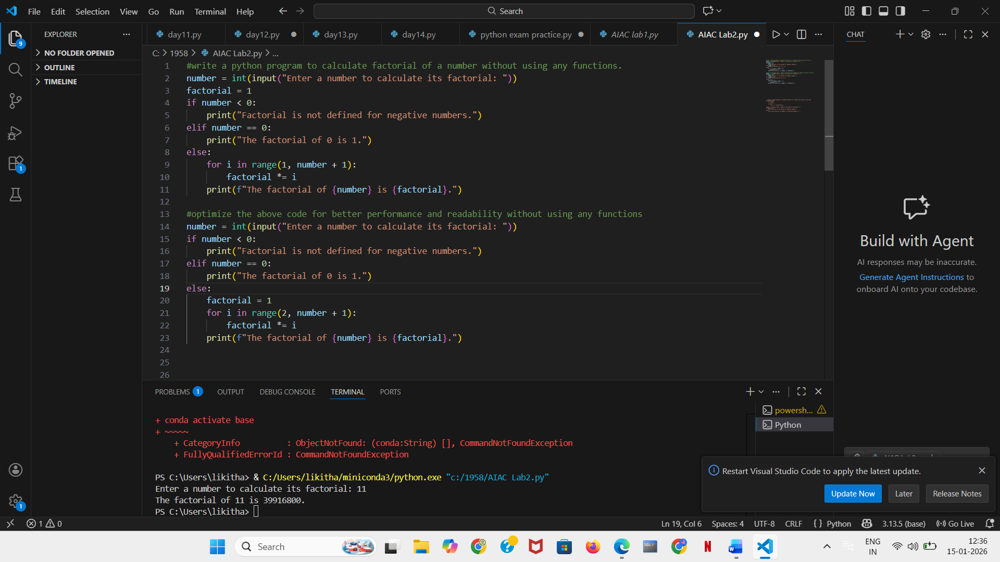 File Edit Selection View Go Run Terminal Help
Search
EXPLORER
9
NO FOLDER OPENED
OUTLINE
TIMELINE
1
1
day11.py
day12.py
day13.py
day14.py
python exam practice.py
AIAC lab1.py
AIAC Lab2.py
C: > 1958 > AIAC Lab2.py > ...
1 #write a python program to calculate factorial of a number without using any functions.
2 number = int(input("Enter a number to calculate its factorial: "))
3 factorial = 1
4 if number < 0:
5 print("Factorial is not defined for negative numbers.")
6 elif number == 0:
7 print("The factorial of 0 is 1.")
8 else:
9 for i in range(1, number + 1):
10 factorial *= i
11 print(f"The factorial of {number} is {factorial}.")
12
13 #optimize the above code for better performance and readability without using any functions
14 number = int(input("Enter a number to calculate its factorial: "))
15 if number < 0:
16 print("Factorial is not defined for negative numbers.")
17 elif number == 0:
18 print("The factorial of 0 is 1.")
19 else:
20 factorial = 1
21 for i in range(2, number + 1):
22 factorial *= i
23 print(f"The factorial of {number} is {factorial}.")
24
25
26
PROBLEMS 1 OUTPUT DEBUG CONSOLE TERMINAL PORTS
+ conda activate base
+ ~~~~~
+ CategoryInfo : ObjectNotFound: (conda:String) [], CommandNotFoundException
+ FullyQualifiedErrorId : CommandNotFoundException
PS C:\Users\likitha> & C:/Users/likitha/miniconda3/python.exe "c:/1958/AIAC Lab2.py"
Enter a number to calculate its factorial: 11
The factorial of 11 is 39916800.
PS C:\Users\likitha>
powersh...
Python
CHAT
Build with Agent
AI responses may be inaccurate.
Generate Agent Instructions to
onboard AI onto your codebase.
Restart Visual Studio Code to apply the latest update.
Update Now
Later
Release Notes
1 0
Ln 19, Col 6 Spaces: 4 UTF-8 CRLF { } Python 3.13.5 (base) Go Live
Search
SQL>
N
W
ENG
IN
12:36
15-01-2026